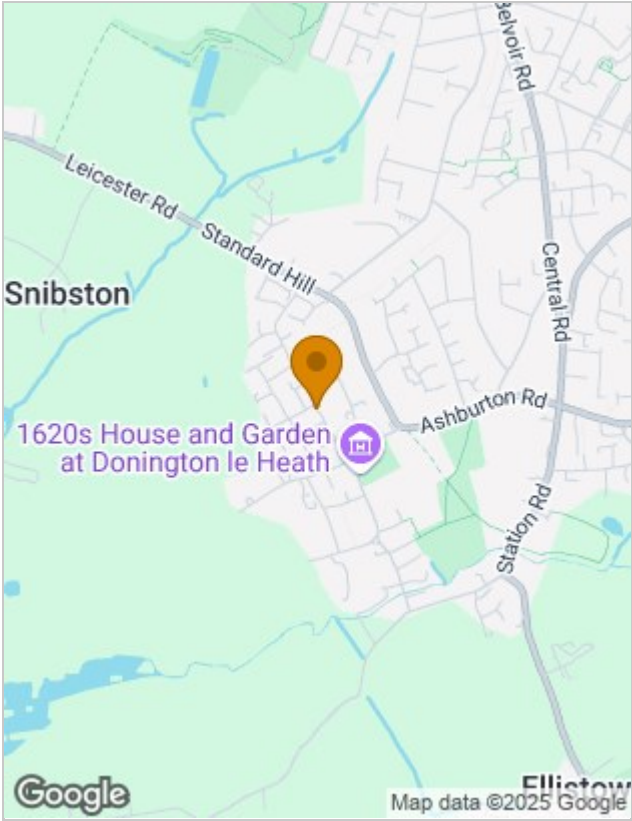 Belvoir Rd
Leicester Rd
Standard Hill
Central Rd
Snibston
Ashburton Rd
1620s House and Garden
at Donington le Heath
Station Rd
Ellistow
Google
Map data ©2025 Google